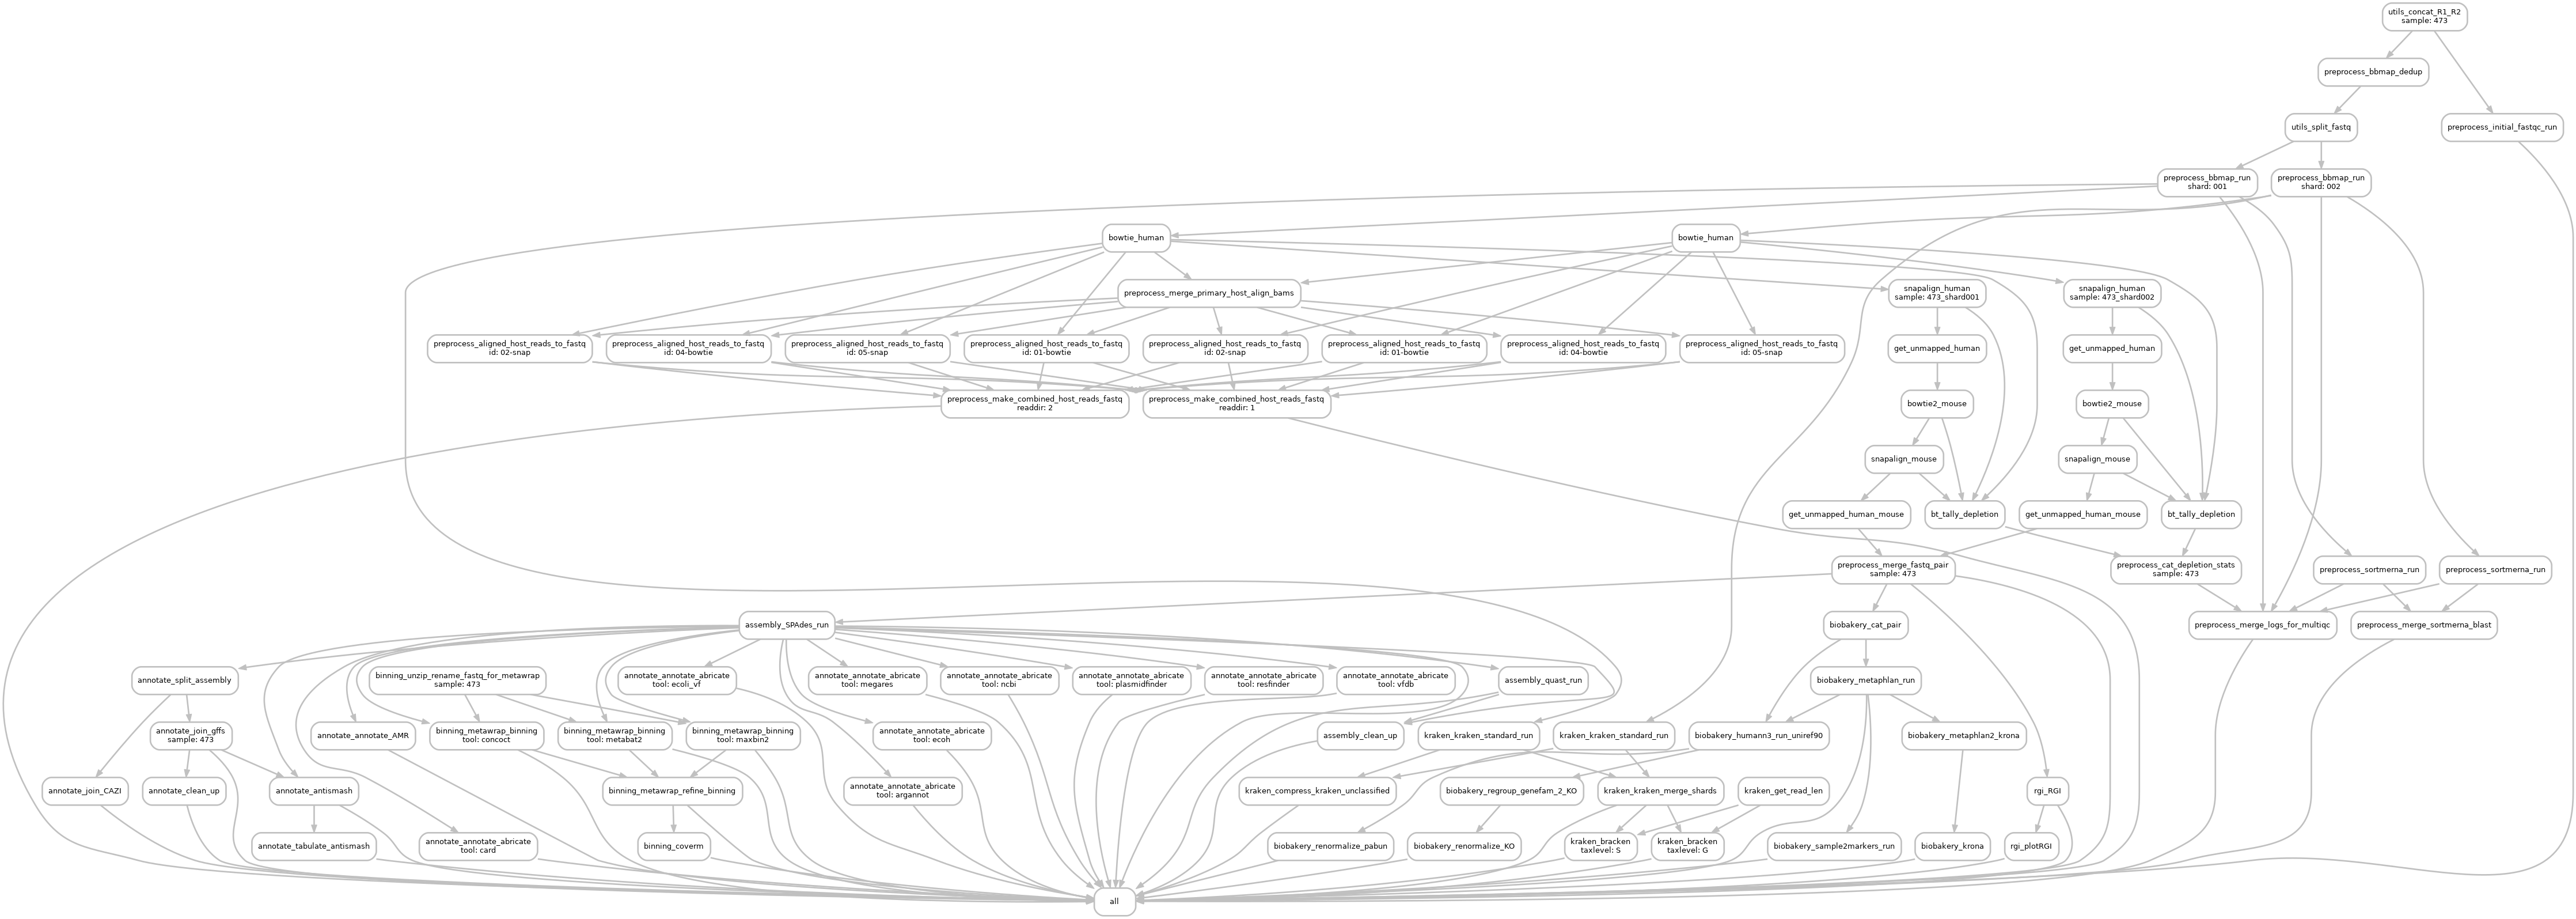 utils_concat_R1_R2
sample: 473
preprocess_bbmap_dedup
utils_split_fastq
preprocess_initial_fastqc_run
preprocess_bbmap_run
shard: 001
preprocess_bbmap_run
shard: 002
bowtie_human
bowtie_human
preprocess_merge_primary_host_align_bams
snapalign_human
sample: 473_shard001
snapalign_human
sample: 473_shard002
preprocess_aligned_host_reads_to_fastq
id: 02-snap
preprocess_aligned_host_reads_to_fastq
id: 04-bowtie
preprocess_aligned_host_reads_to_fastq
id: 05-snap
preprocess_aligned_host_reads_to_fastq
id: 01-bowtie
preprocess_aligned_host_reads_to_fastq
id: 02-snap
preprocess_aligned_host_reads_to_fastq
id: 01-bowtie
preprocess_aligned_host_reads_to_fastq
id: 04-bowtie
preprocess_aligned_host_reads_to_fastq
id: 05-snap
get_unmapped_human
get_unmapped_human
preprocess_make_combined_host_reads_fastq
readdir: 2
preprocess_make_combined_host_reads_fastq
readdir: 1
bowtie2_mouse
bowtie2_mouse
snapalign_mouse
snapalign_mouse
get_unmapped_human_mouse
bt_tally_depletion
get_unmapped_human_mouse
bt_tally_depletion
preprocess_merge_fastq_pair
sample: 473
preprocess_cat_depletion_stats
sample: 473
preprocess_sortmerna_run
preprocess_sortmerna_run
assembly_SPAdes_run
biobakery_cat_pair
preprocess_merge_logs_for_multiqc
preprocess_merge_sortmerna_blast
annotate_split_assembly
binning_unzip_rename_fastq_for_metawrap
sample: 473
annotate_annotate_abricate
tool: ecoli_vf
annotate_annotate_abricate
tool: megares
annotate_annotate_abricate
tool: ncbi
annotate_annotate_abricate
tool: plasmidfinder
annotate_annotate_abricate
tool: resfinder
annotate_annotate_abricate
tool: vfdb
assembly_quast_run
biobakery_metaphlan_run
annotate_join_gffs
sample: 473
annotate_annotate_AMR
binning_metawrap_binning
tool: concoct
binning_metawrap_binning
tool: metabat2
binning_metawrap_binning
tool: maxbin2
annotate_annotate_abricate
tool: ecoh
assembly_clean_up
kraken_kraken_standard_run
kraken_kraken_standard_run
biobakery_humann3_run_uniref90
biobakery_metaphlan2_krona
annotate_join_CAZI
annotate_clean_up
annotate_antismash
binning_metawrap_refine_binning
annotate_annotate_abricate
tool: argannot
kraken_compress_kraken_unclassified
biobakery_regroup_genefam_2_KO
kraken_kraken_merge_shards
kraken_get_read_len
rgi_RGI
annotate_tabulate_antismash
annotate_annotate_abricate
tool: card
binning_coverm
biobakery_renormalize_pabun
biobakery_renormalize_KO
kraken_bracken
taxlevel: S
kraken_bracken
taxlevel: G
biobakery_sample2markers_run
biobakery_krona
rgi_plotRGI
all